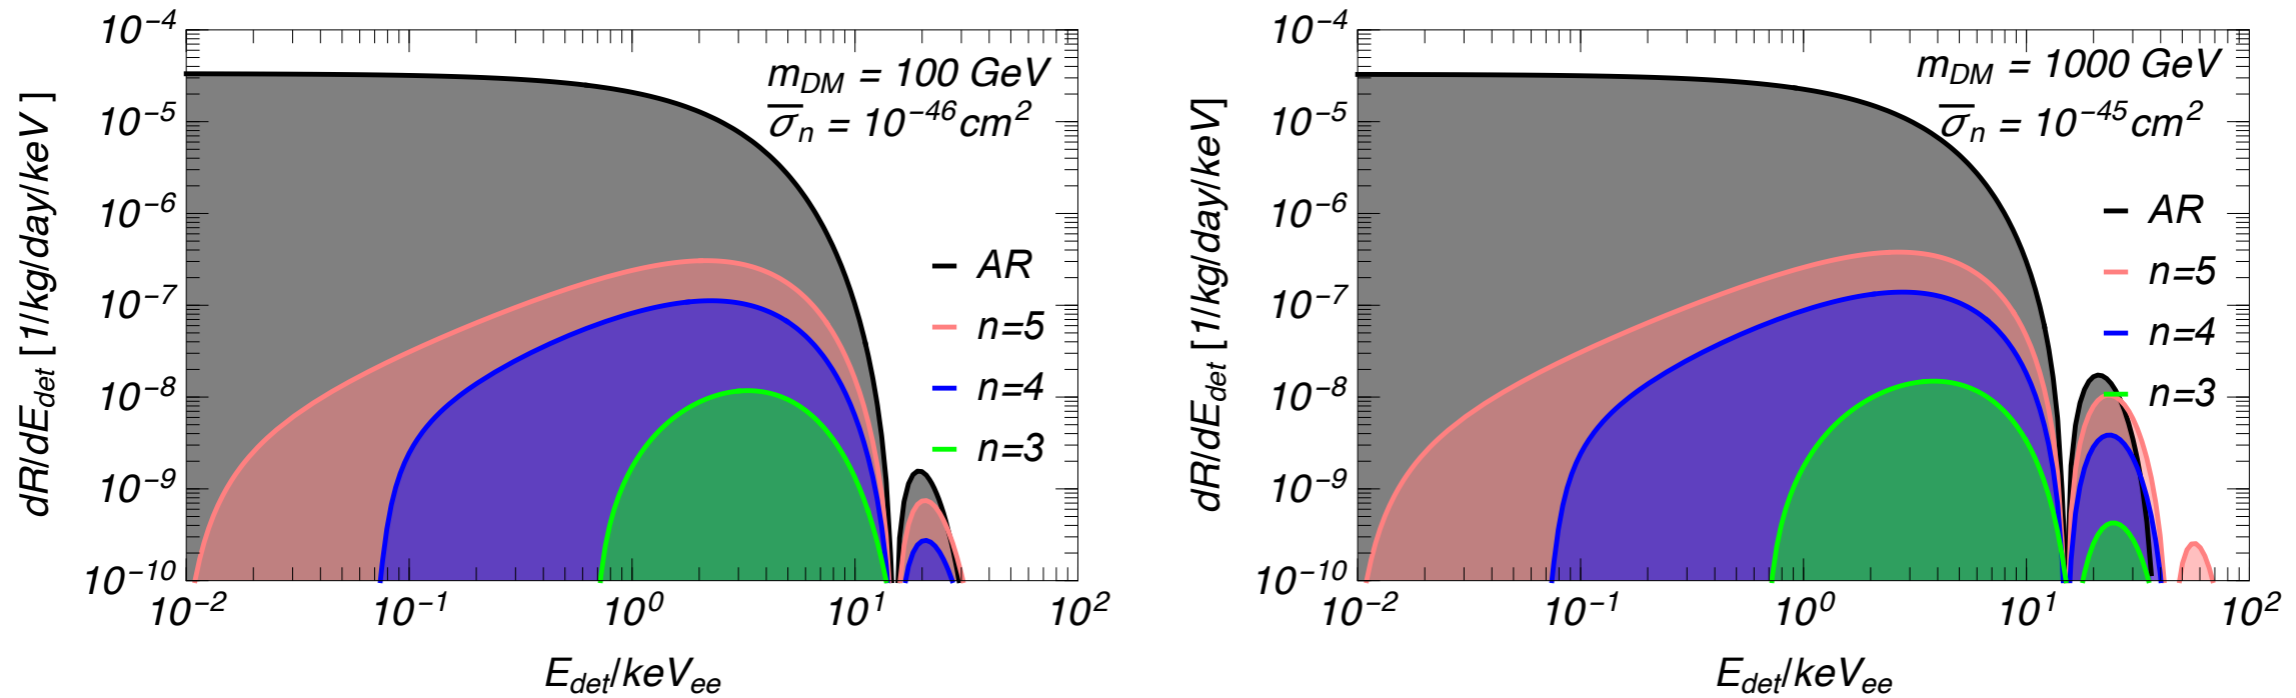 dR/dE_det [1/kg/day/keV]
10^-4
10^-5
10^-6
10^-7
10^-8
10^-9
10^-10
m_DM = 100 GeV
σ̅_n = 10^-46 cm^2
AR
n=5
n=4
n=3
10^-2 10^-1 10^0 10^1 10^2
E_det/keV_ee
dR/dE_det [1/kg/day/keV]
10^-4
10^-5
10^-6
10^-7
10^-8
10^-9
10^-10
m_DM = 1000 GeV
σ̅_n = 10^-45 cm^2
AR
n=5
n=4
n=3
10^-2 10^-1 10^0 10^1 10^2
E_det/keV_ee